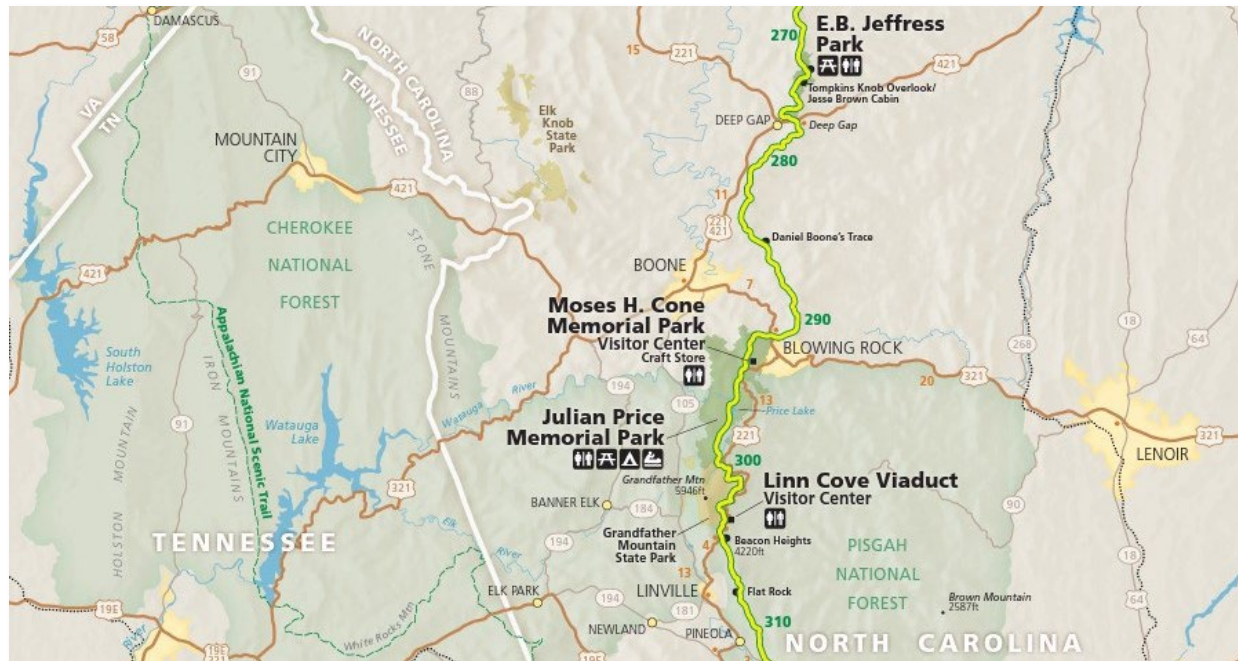 DAMASCUS
58
91
VA
TN
NORTH CAROLINA
TENNESSEE
88
15
221
270
E.B. Jeffress
Park
421
Tompkins Knob Overlook/
Jesse Brown Cabin
DEEP GAP
Deep Gap
Elk
Knob
State
Park
MOUNTAIN
CITY
421
280
11
221
421
18
16
CHEROKEE
NATIONAL
FOREST
STONE
MOUNTAINS
Daniel Boone's Trace
BOONE
7
421
Appalachian National Scenic Trail
Moses H. Cone
Memorial Park
Visitor Center
Craft Store
290
BLOWING ROCK
268
64
South
Holston
Lake
IRON
MOUNTAINS
HOLSTON MOUNTAIN
91
Watauga River
194
105
13
20
321
Price Lake
Watauga
Lake
Julian Price
Memorial Park
221
300
321
LENOIR
321
Grandfather Mtn
5946ft
Linn Cove Viaduct
Visitor Center
90
BANNER ELK
184
194
Elk
River
Grandfather
Mountain
State Park
4
Beacon Heights
4220ft
TENNESSEE
PISGAH
NATIONAL
FOREST
18
64
13
ELK PARK
LINVILLE
Flat Rock
Brown Mountain
2587ft
19E
River
White Rocks Mtn
NEWLAND
181
PINEOLA
310
NORTH CAROLINA
19E
321
19E
194